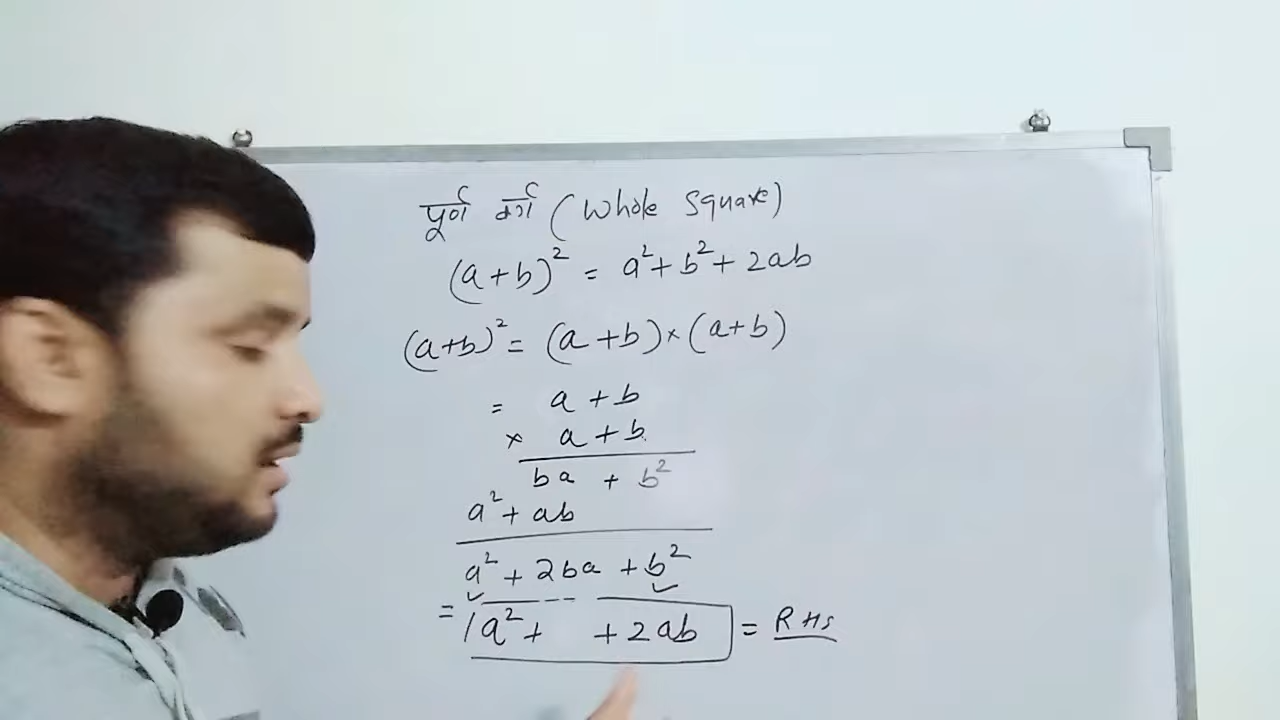 पूर्ण वर्ग (Whole Square)
(a+b)² = a²+b²+2ab
(a+b)² = (a+b)×(a+b)
= a+b
× a+b
ba + b²
a² + ab
a² + 2ba + b²
= a² + +2ab = RHS